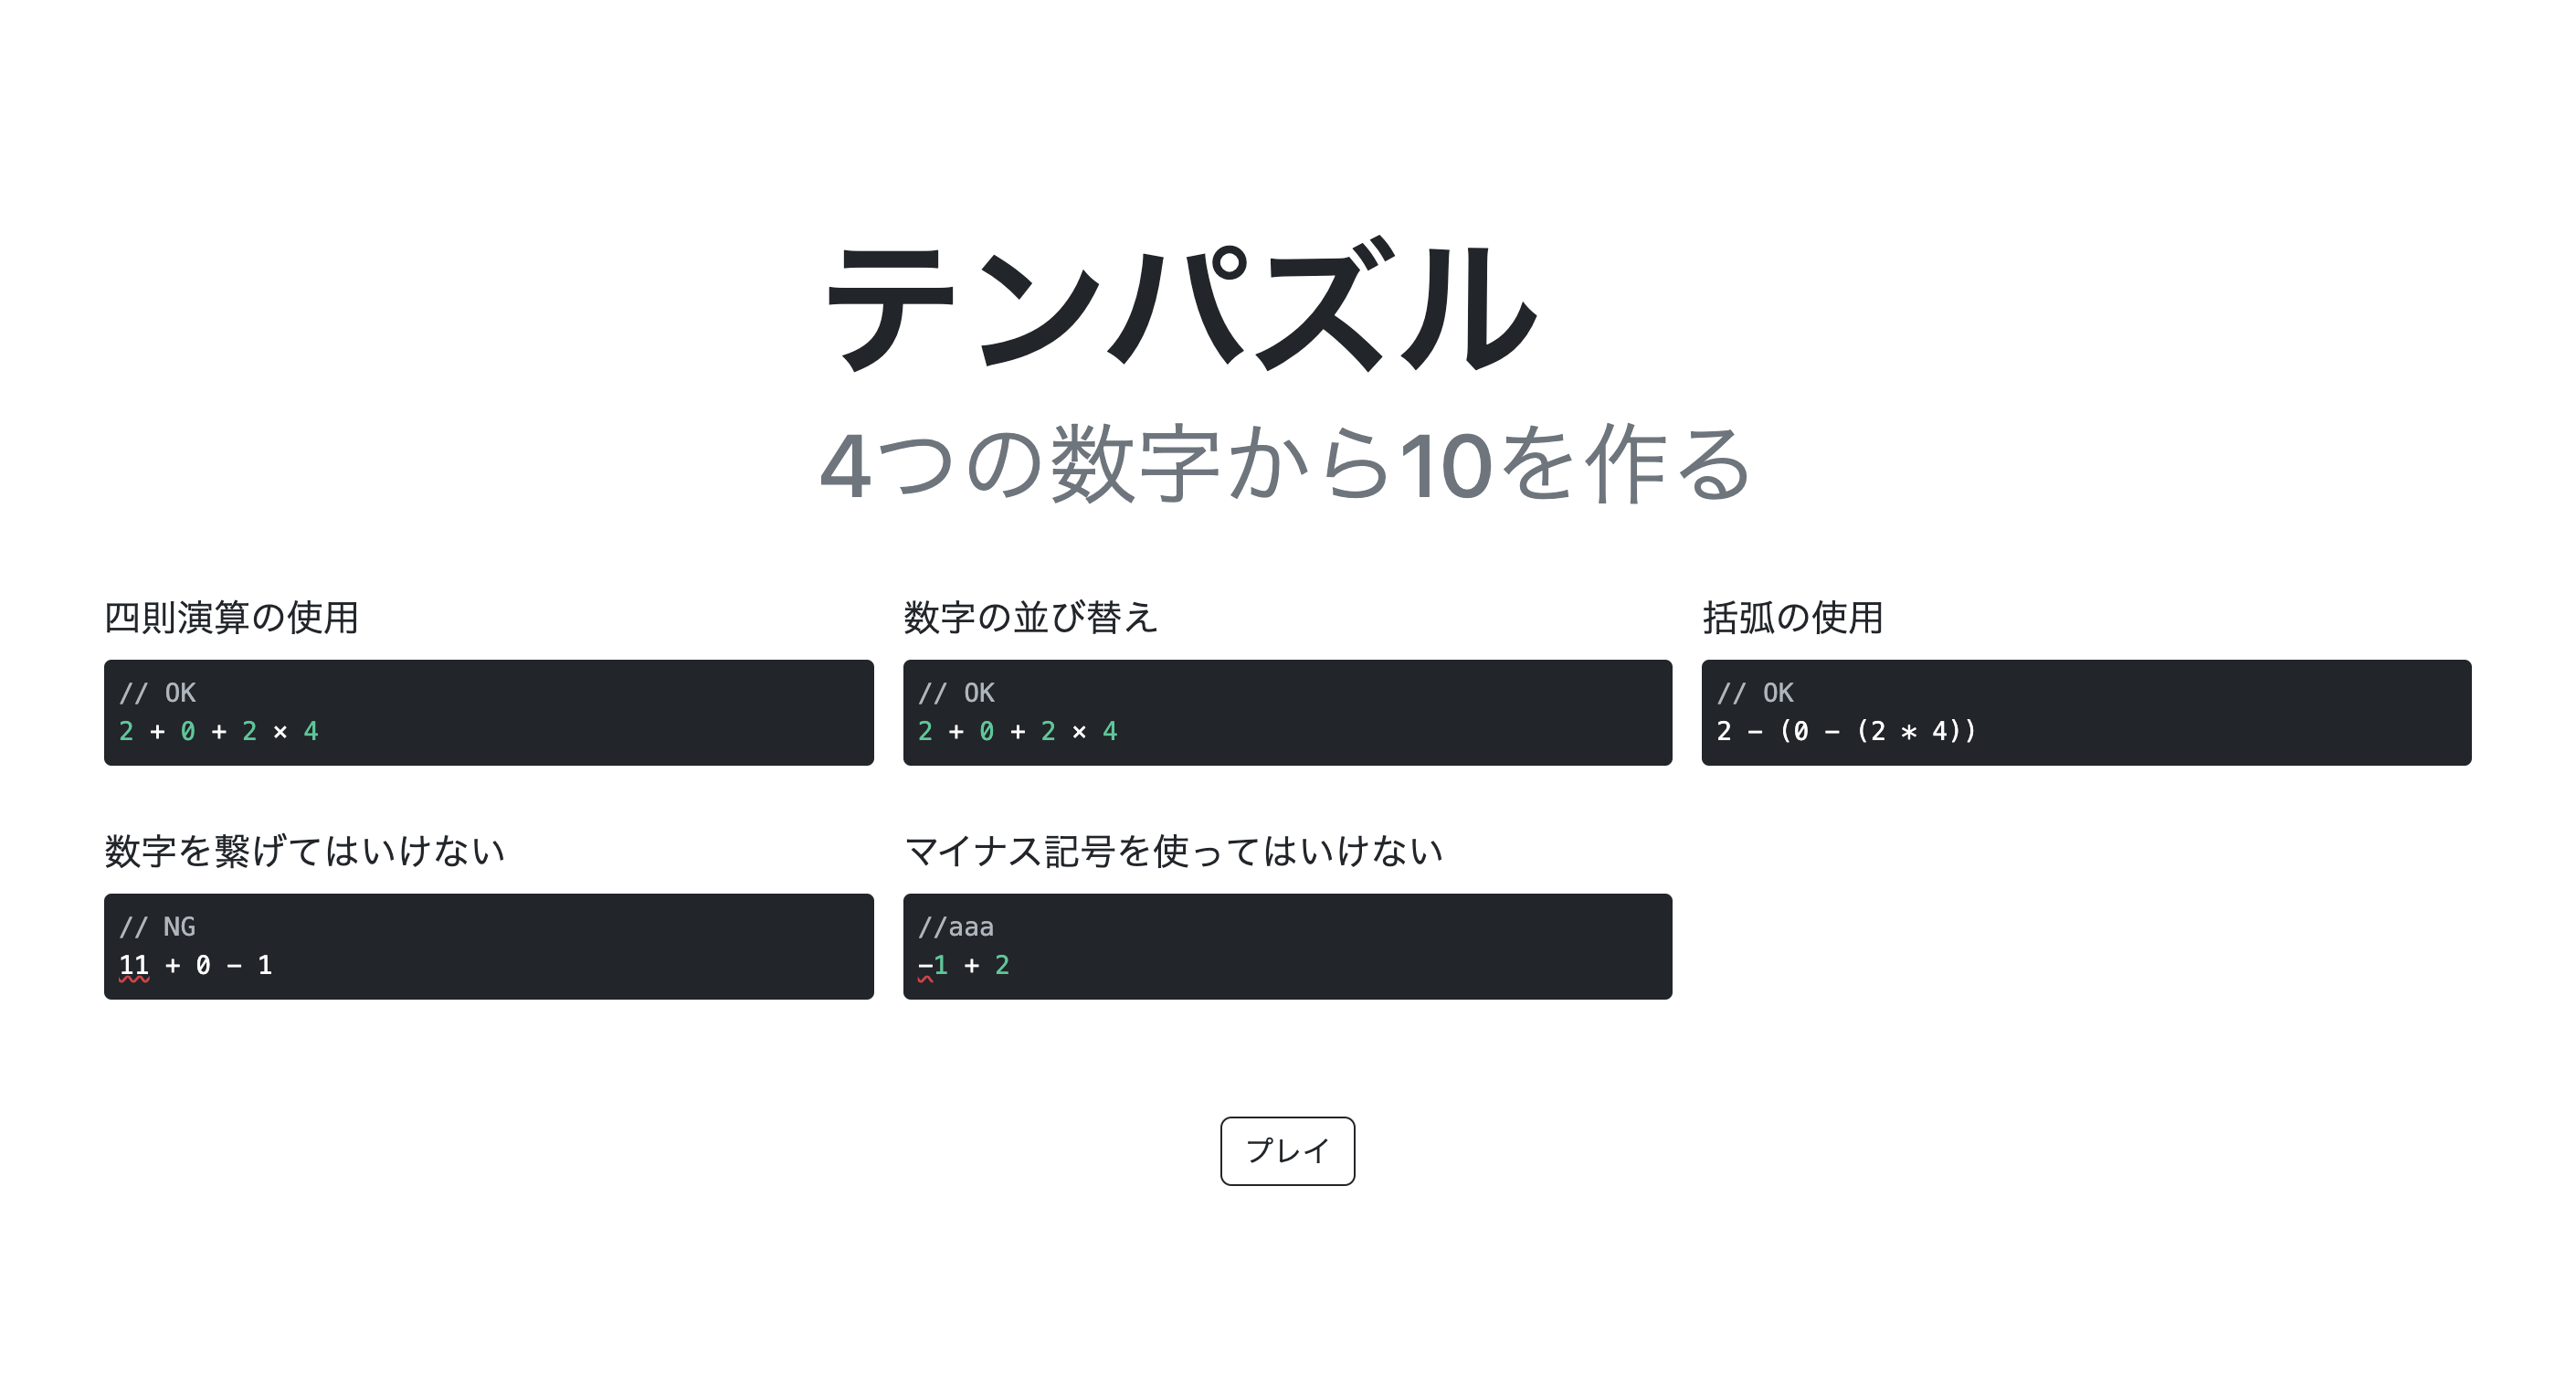 テンパズル
4つの数字から10を作る
四則演算の使用
// OK
2 + 0 + 2 × 4
数字の並び替え
// OK
2 + 0 + 2 × 4
括弧の使用
// OK
2 − (0 − (2 * 4))
数字を繋げてはいけない
// NG
11 + 0 − 1
マイナス記号を使ってはいけない
//aaa
−1 + 2
プレイ